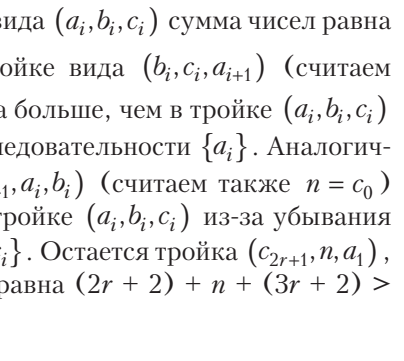 вида (aᵢ,bᵢ,cᵢ) сумма чисел равна
ойке вида (bᵢ,cᵢ,aᵢ₊₁) (считаем
а больше, чем в тройке (aᵢ,bᵢ,cᵢ)
ледовательности {aᵢ}. Аналогич-
₁,aᵢ,bᵢ) (считаем также n = c₀)
тройке (aᵢ,bᵢ,cᵢ) из-за убывания
ᵢ}. Остается тройка (c₂ᵣ₊₁,n,a₁),
равна (2r + 2) + n + (3r + 2) >